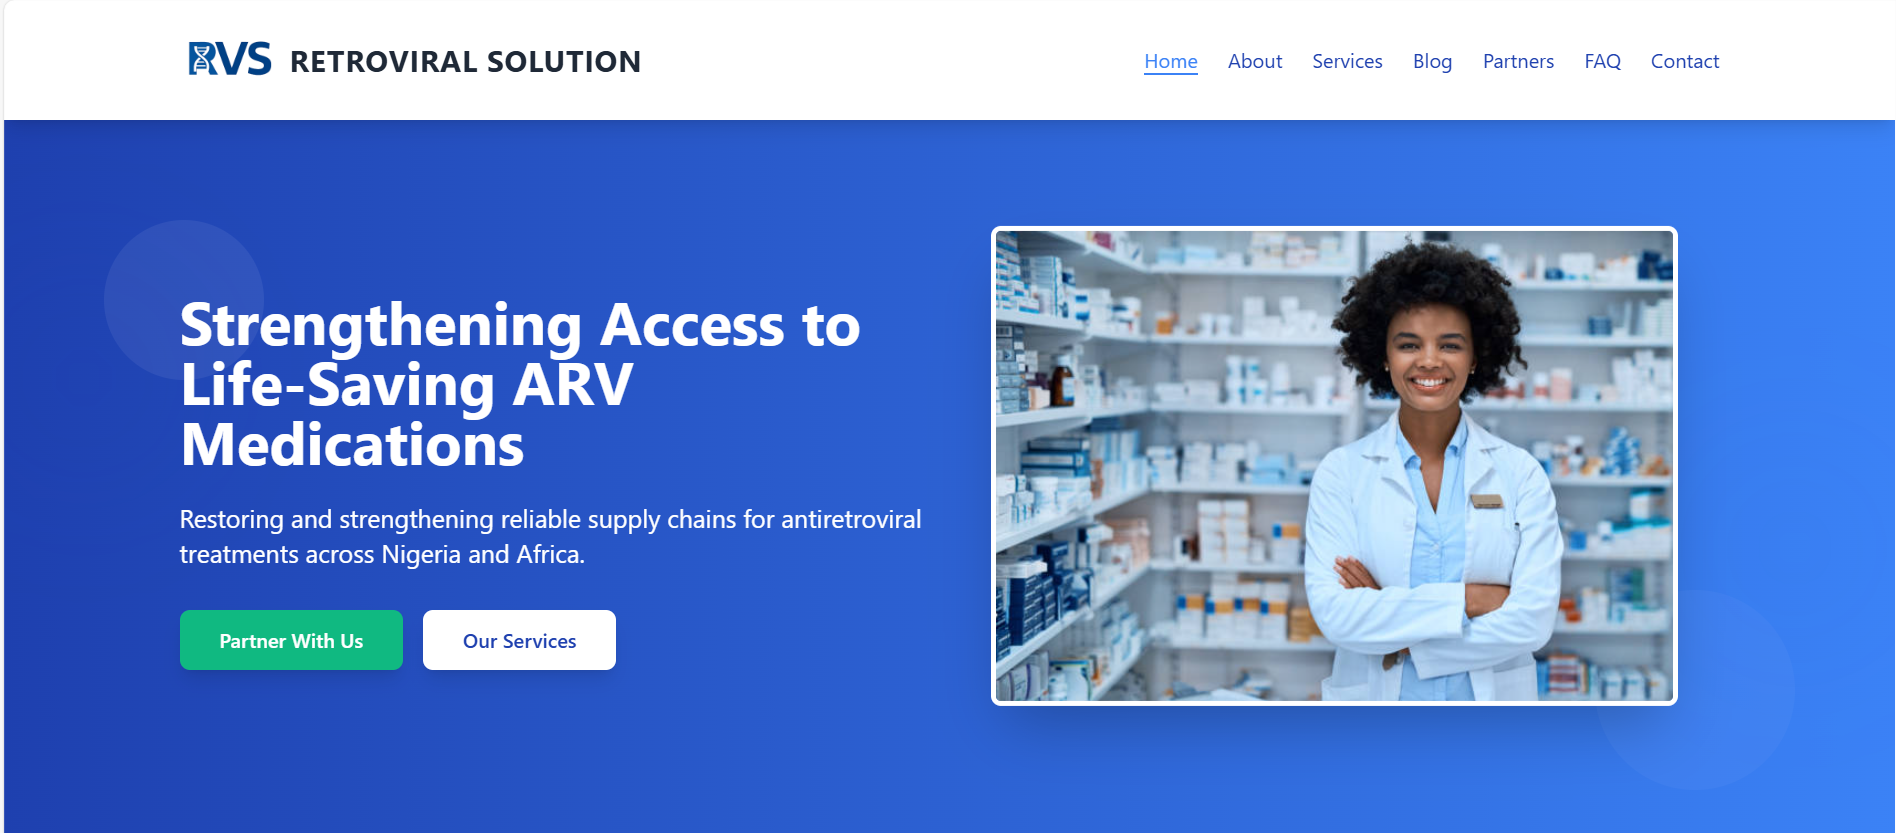 RVS RETROVIRAL SOLUTION
Home About Services Blog Partners FAQ Contact
Strengthening Access to
Life-Saving ARV
Medications
Restoring and strengthening reliable supply chains for antiretroviral
treatments across Nigeria and Africa.
Partner With Us
Our Services